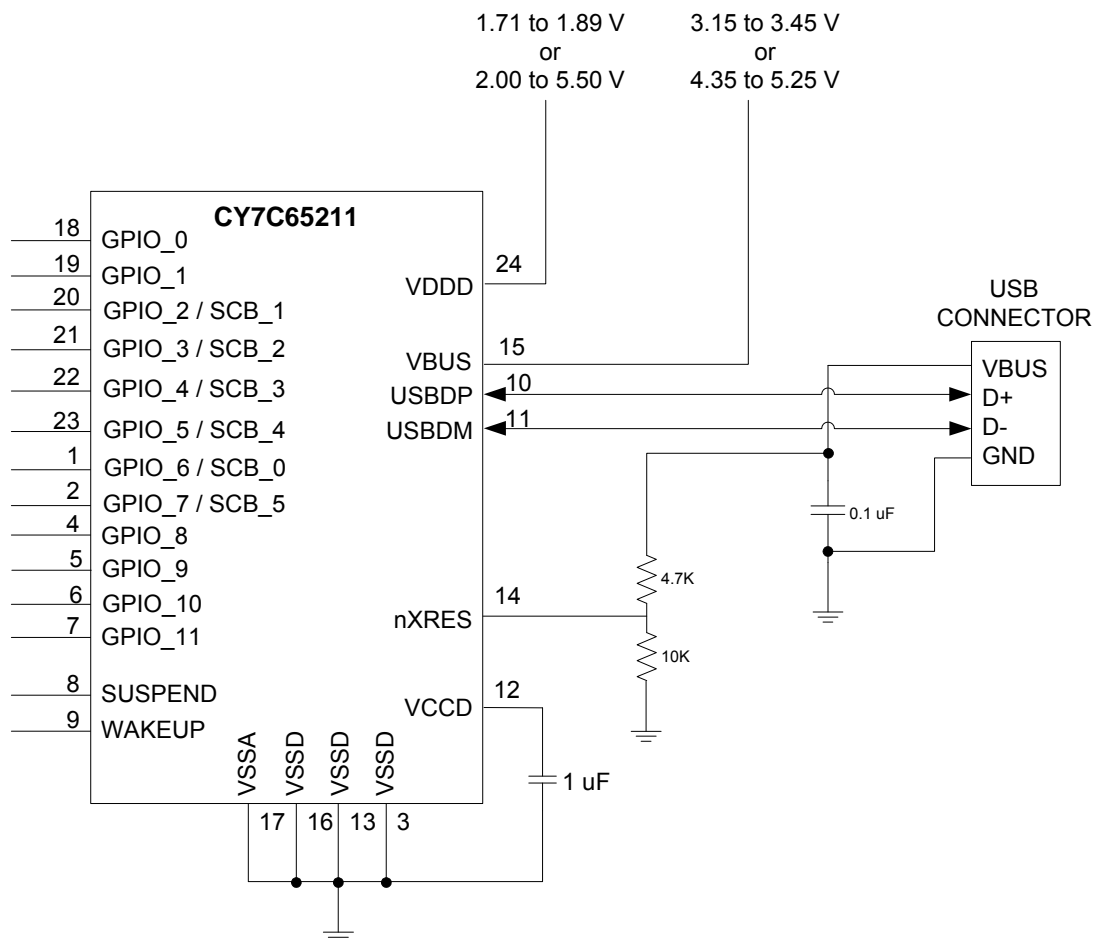 1.71 to 1.89 V
or
2.00 to 5.50 V
3.15 to 3.45 V
or
4.35 to 5.25 V
CY7C65211
18 GPIO_0
19 GPIO_1
20 GPIO_2 / SCB_1
21 GPIO_3 / SCB_2
22 GPIO_4 / SCB_3
23 GPIO_5 / SCB_4
1 GPIO_6 / SCB_0
2 GPIO_7 / SCB_5
4 GPIO_8
5 GPIO_9
6 GPIO_10
7 GPIO_11
8 SUSPEND
9 WAKEUP
VDDD 24
VBUS 15
USBDP 10
USBDM 11
nXRES 14
VCCD 12
VSSA
VSSD
VSSD
VSSD
17
16
13
3
4.7K
10K
1 uF
0.1 uF
USB
CONNECTOR
VBUS
D+
D-
GND